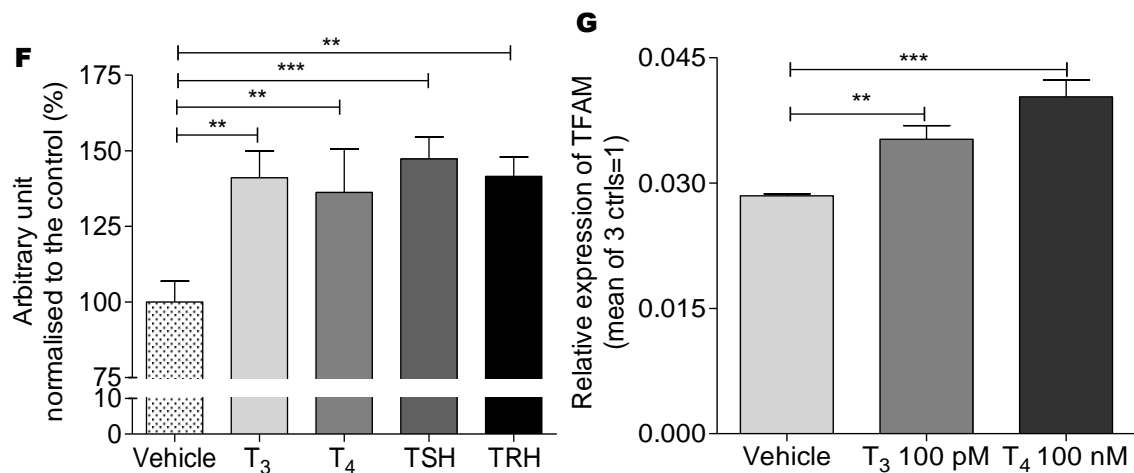 F
Arbitrary unit
normalised to the control (%)
175
150
125
100
75
10
0
**
***
**
**
Vehicle T₃ T₄ TSH TRH
G
Relative expression of TFAM
(mean of 3 ctrls=1)
0.045
0.030
0.015
0.000
***
**
Vehicle T₃ 100 pM T₄ 100 nM